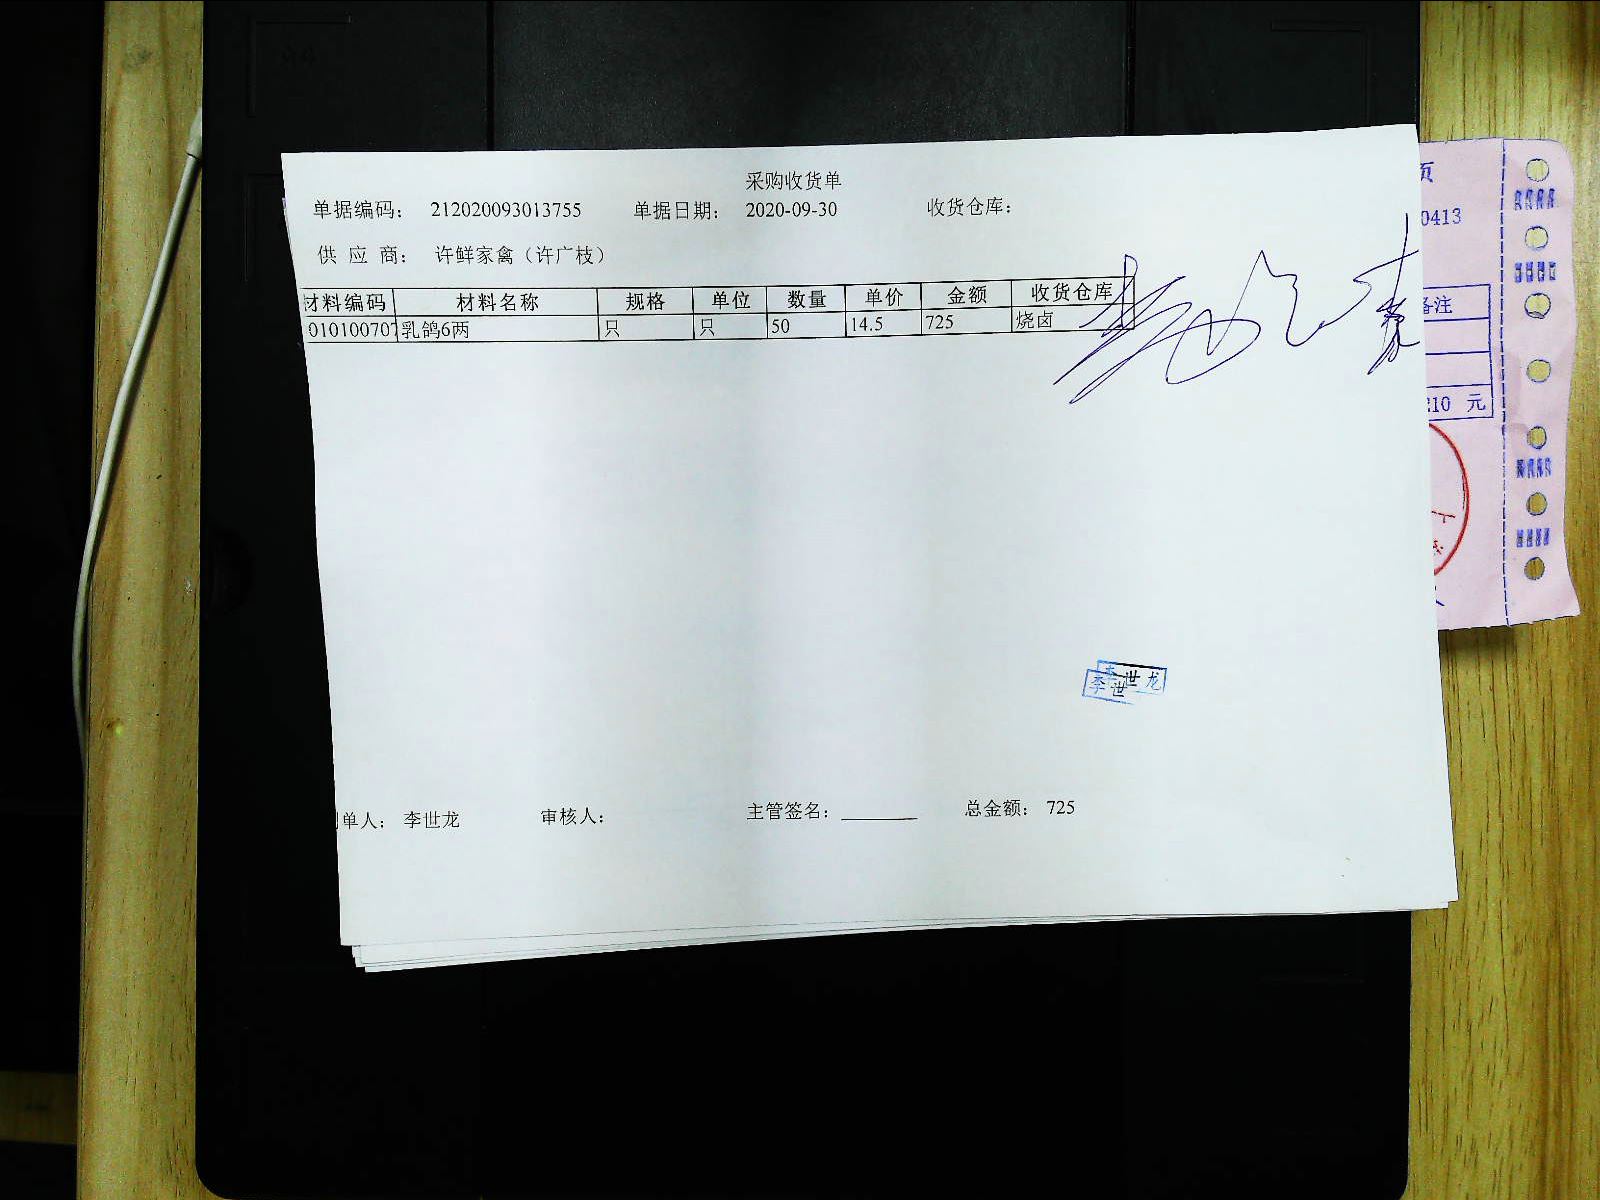 采购收货单
单据编码： 212020093013755 单据日期： 2020-09-30 收货仓库：
供 应 商： 许鲜家禽（许广枝）
材料编码 材料名称 规格 单位 数量 单价 金额 收货仓库
010100707 乳鸽6两 只 只 50 14.5 725 烧卤
李世龙
李世
单人： 李世龙 审核人： 主管签名： 总金额： 725
页
0413
备注
210 元